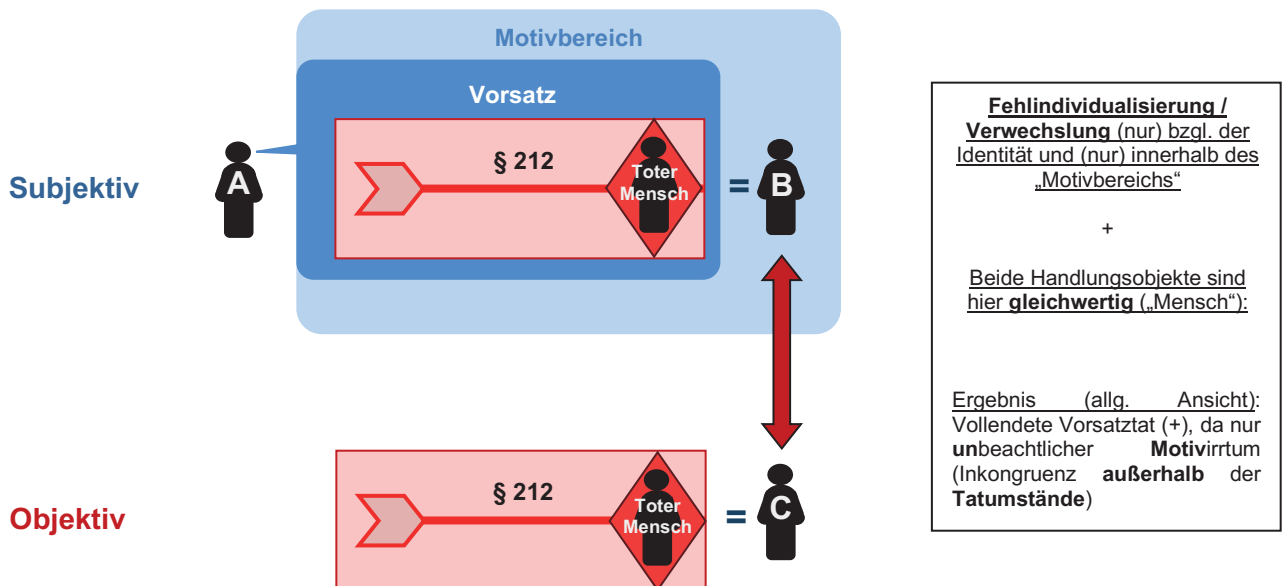 Motivbereich
Vorsatz
Subjektiv
A
§ 212
Toter
Mensch
=
B
Objektiv
§ 212
Toter
Mensch
=
C
Fehlindividualisierung /
Verwechslung (nur) bzgl. der
Identität und (nur) innerhalb des
„Motivbereichs“
+
Beide Handlungsobjekte sind
hier gleichwertig („Mensch“):
Ergebnis (allg. Ansicht):
Vollendete Vorsatztat (+), da nur
unbeachtlicher Motivirrtum
(Inkongruenz außerhalb der
Tatumstände)